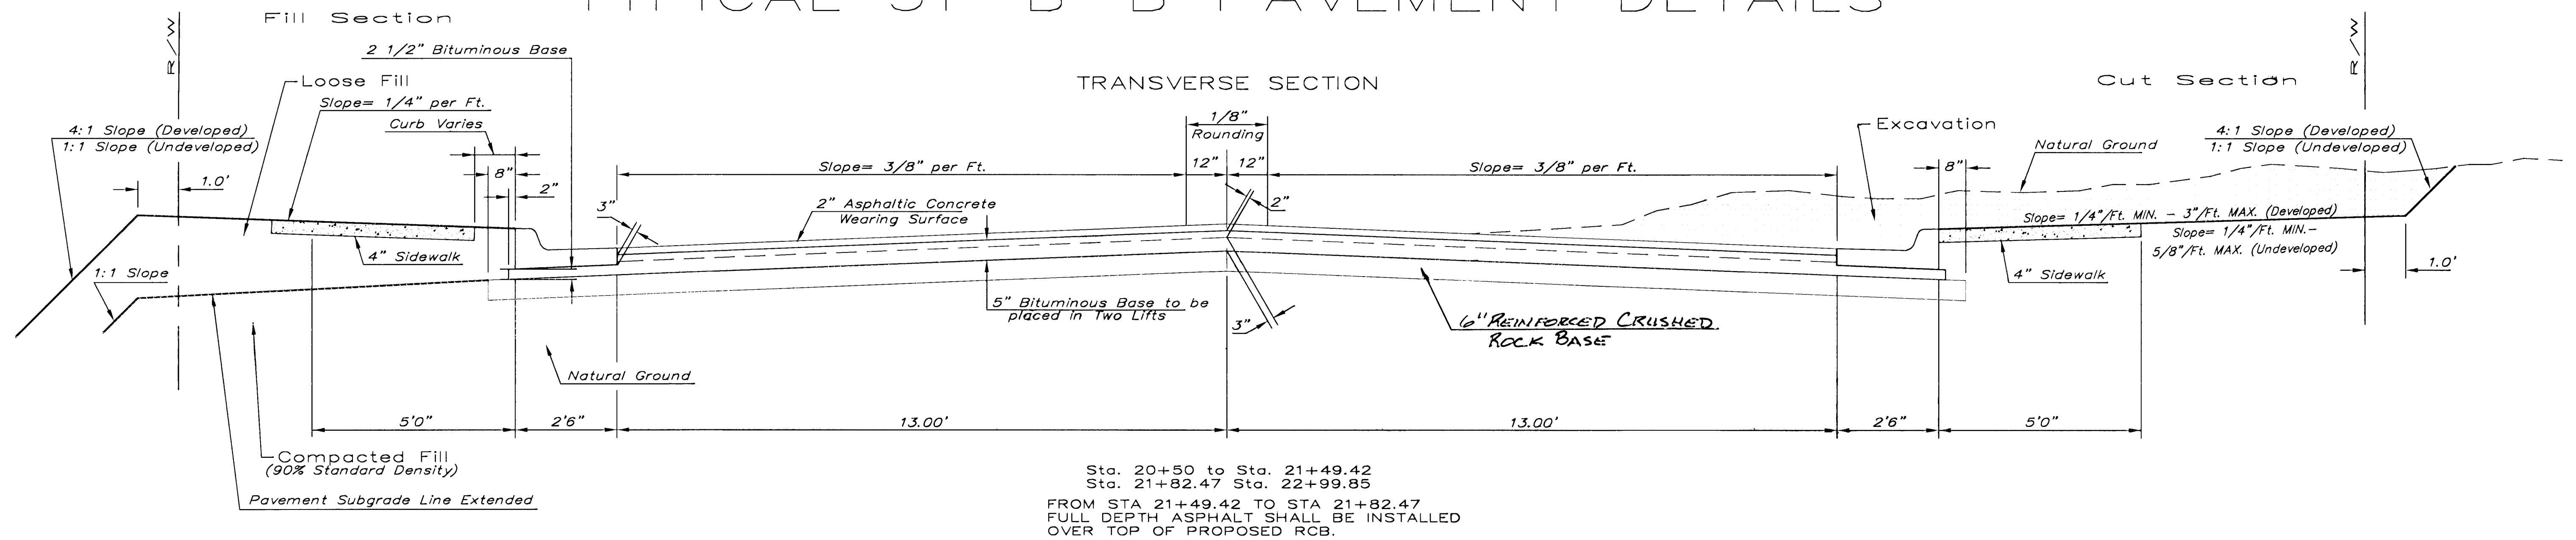 Fill Section
R/W
2 1/2" Bituminous Base
Loose Fill
Slope= 1/4" per Ft.
Curb Varies
4:1 Slope (Developed)
1:1 Slope (Undeveloped)
1.0'
8"
2"
3"
4" Sidewalk
1:1 Slope
TRANSVERSE SECTION
1/8"
Rounding
12"
12"
Slope= 3/8" per Ft.
Slope= 3/8" per Ft.
2" Asphaltic Concrete
Wearing Surface
2"
5" Bituminous Base to be
placed in Two Lifts
3"
6" REINFORCED CRUSHED
ROCK BASE
Cut Section
R/W
Excavation
4:1 Slope (Developed)
1:1 Slope (Undeveloped)
Natural Ground
8"
Slope= 1/4"/Ft. MIN. - 3"/Ft. MAX. (Developed)
Slope= 1/4"/Ft. MIN.-
5/8"/Ft. MAX. (Undeveloped)
4" Sidewalk
1.0'
Natural Ground
5'0"
2'6"
13.00'
13.00'
2'6"
5'0"
Compacted Fill
(90% Standard Density)
Pavement Subgrade Line Extended
Sta. 20+50 to Sta. 21+49.42
Sta. 21+82.47 Sta. 22+99.85
FROM STA 21+49.42 TO STA 21+82.47
FULL DEPTH ASPHALT SHALL BE INSTALLED
OVER TOP OF PROPOSED RCB.